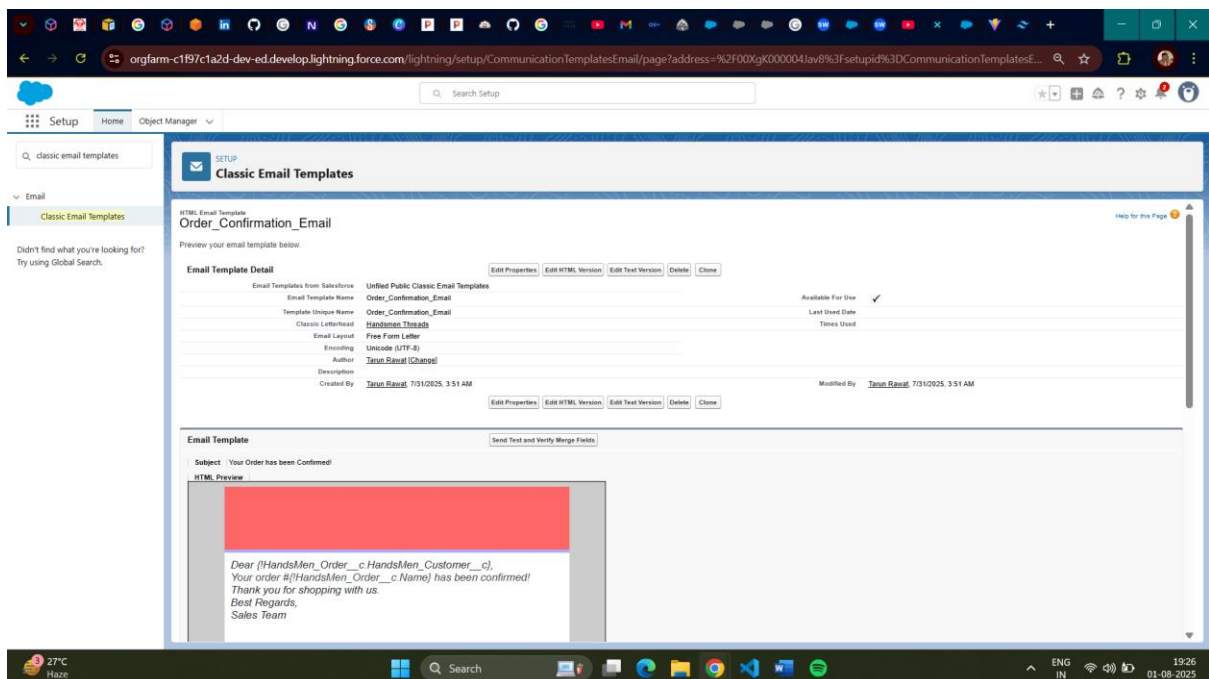 orgfarm-c1f97c1a2d-dev-ed.develop.lightning.force.com/lightning/setup/CommunicationTemplatesEmail/page?address=%2F00XgK000004Jav8%3Fsetupid%3DCommunicationTemplatesE...
Search Setup
Setup Home Object Manager
classic email templates
Email
Classic Email Templates
Didn't find what you're looking for?
Try using Global Search.
SETUP
Classic Email Templates
HTML Email Template
Order_Confirmation_Email
Help for this Page
Preview your email template below.
Email Template Detail Edit Properties Edit HTML Version Edit Text Version Delete Clone
Email Templates from Salesforce Unfiled Public Classic Email Templates
Email Template Name Order_Confirmation_Email Available For Use
Template Unique Name Order_Confirmation_Email Last Used Date
Classic Letterhead Handsmen Threads Times Used
Email Layout Free Form Letter
Encoding Unicode (UTF-8)
Author Tarun Rawat [Change]
Description
Created By Tarun Rawat, 7/31/2025, 3:51 AM Modified By Tarun Rawat, 7/31/2025, 3:51 AM
Edit Properties Edit HTML Version Edit Text Version Delete Clone
Email Template Send Test and Verify Merge Fields
Subject Your Order has been Confirmed!
HTML Preview
Dear {!HandsMen_Order__c.HandsMen_Customer__c},
Your order #{!HandsMen_Order__c.Name} has been confirmed!
Thank you for shopping with us.
Best Regards,
Sales Team
3 27°C
Haze
Search
ENG
IN
19:26
01-08-2025